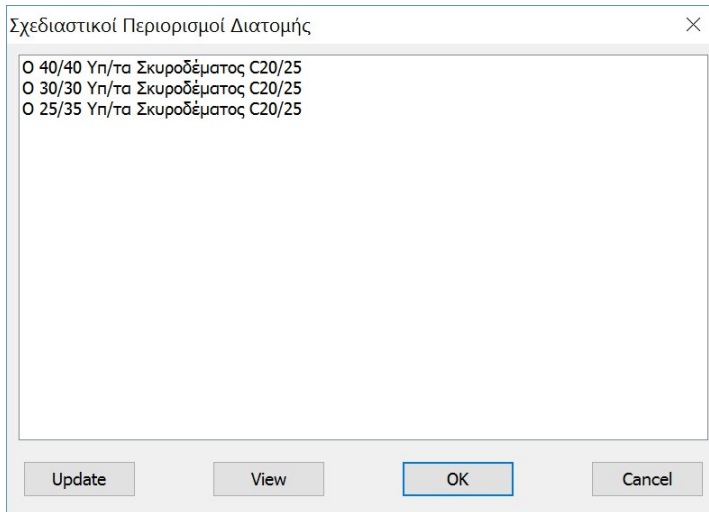 Σχεδιαστικοί Περιορισμοί Διατομής
Ο 40/40 Υπ/τα Σκυροδέματος C20/25
Ο 30/30 Υπ/τα Σκυροδέματος C20/25
Ο 25/35 Υπ/τα Σκυροδέματος C20/25
Update View OK Cancel